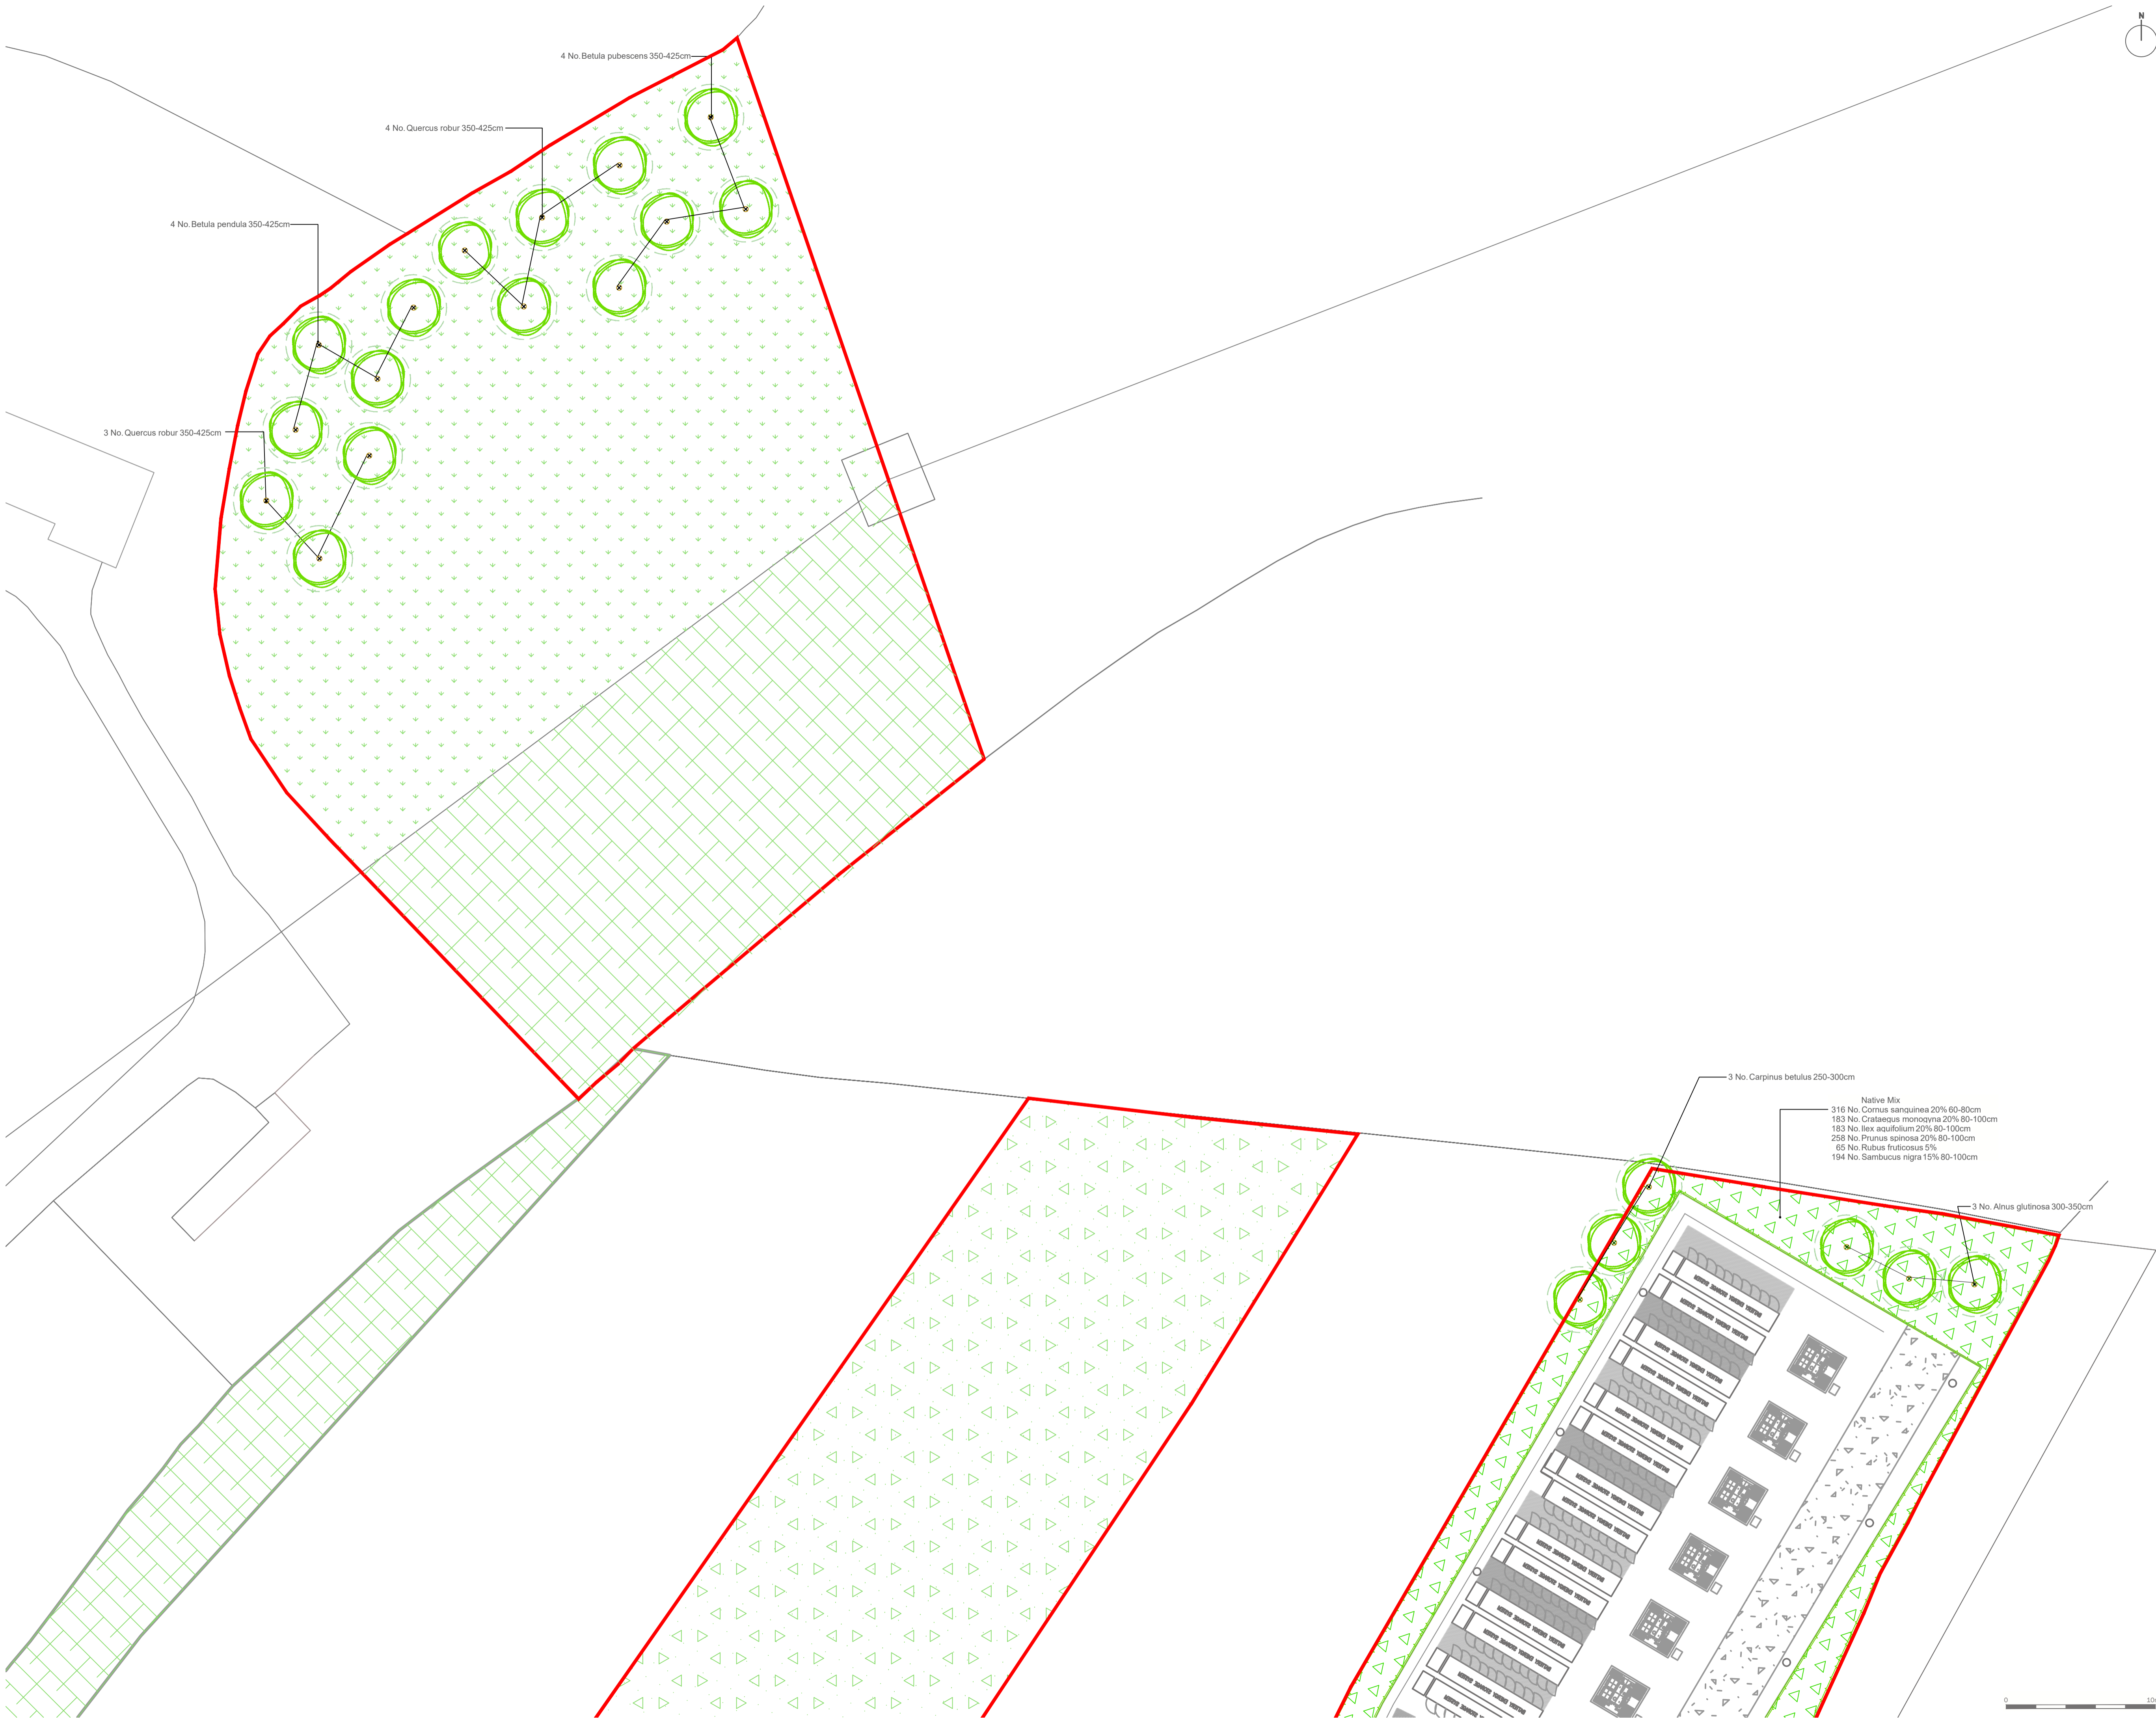 N
4 No. Betula pubescens 350-425cm
4 No. Quercus robur 350-425cm
4 No. Betula pendula 350-425cm
3 No. Quercus robur 350-425cm
3 No. Carpinus betulus 250-300cm
Native Mix
316 No. Cornus sanguinea 20% 60-80cm
183 No. Crataegus monogyna 20% 80-100cm
183 No. Ilex aquifolium 20% 80-100cm
258 No. Prunus spinosa 20% 80-100cm
65 No. Rubus fruticosus 5%
194 No. Sambucus nigra 15% 80-100cm
3 No. Alnus glutinosa 300-350cm
0